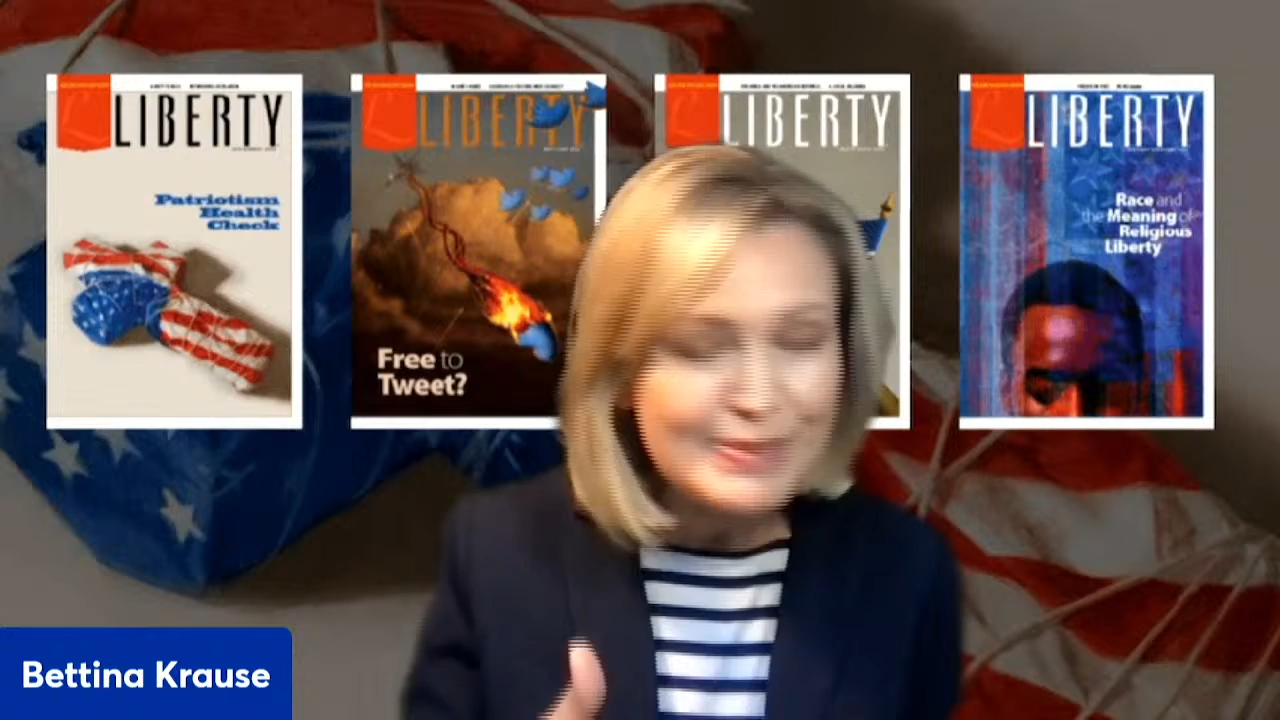 LIBERTY
Patriotism
Health
Check
LIBERTY
Free to
Tweet?
LIBERTY
LIBERTY
Race and
the Meaning of
Religious
Liberty
Bettina Krause